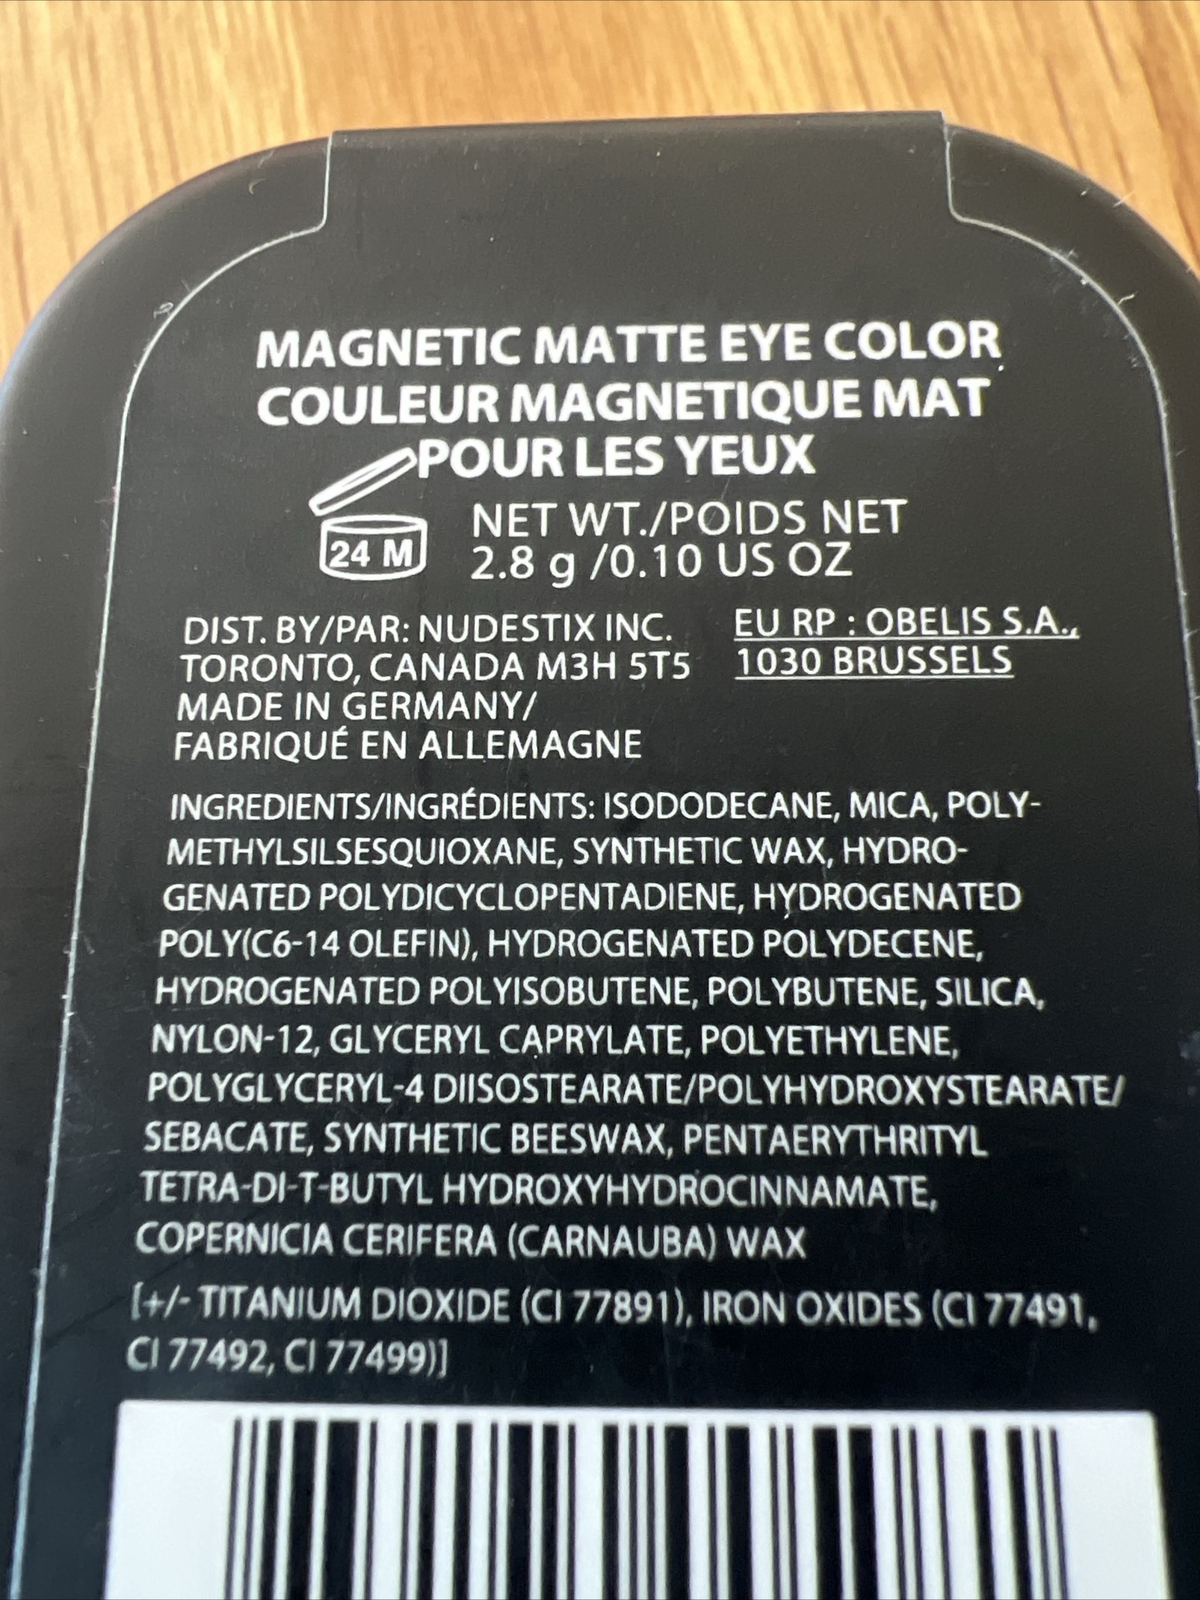 MAGNETIC MATTE EYE COLOR
COULEUR MAGNETIQUE MAT
POUR LES YEUX
24 M
NET WT./POIDS NET
2.8 g /0.10 US OZ
DIST. BY/PAR: NUDESTIX INC.
TORONTO, CANADA M3H 5T5
MADE IN GERMANY/
FABRIQUÉ EN ALLEMAGNE
EU RP : OBELIS S.A.,
1030 BRUSSELS
INGREDIENTS/INGRÉDIENTS: ISODODECANE, MICA, POLY-
METHYLSILSESQUIOXANE, SYNTHETIC WAX, HYDRO-
GENATED POLYDICYCLOPENTADIENE, HYDROGENATED
POLY(C6-14 OLEFIN), HYDROGENATED POLYDECENE,
HYDROGENATED POLYISOBUTENE, POLYBUTENE, SILICA,
NYLON-12, GLYCERYL CAPRYLATE, POLYETHYLENE,
POLYGLYCERYL-4 DIISOSTEARATE/POLYHYDROXYSTEARATE/
SEBACATE, SYNTHETIC BEESWAX, PENTAERYTHRITYL
TETRA-DI-T-BUTYL HYDROXYHYDROCINNAMATE,
COPERNICIA CERIFERA (CARNAUBA) WAX
[+/- TITANIUM DIOXIDE (CI 77891), IRON OXIDES (CI 77491,
CI 77492, CI 77499)]